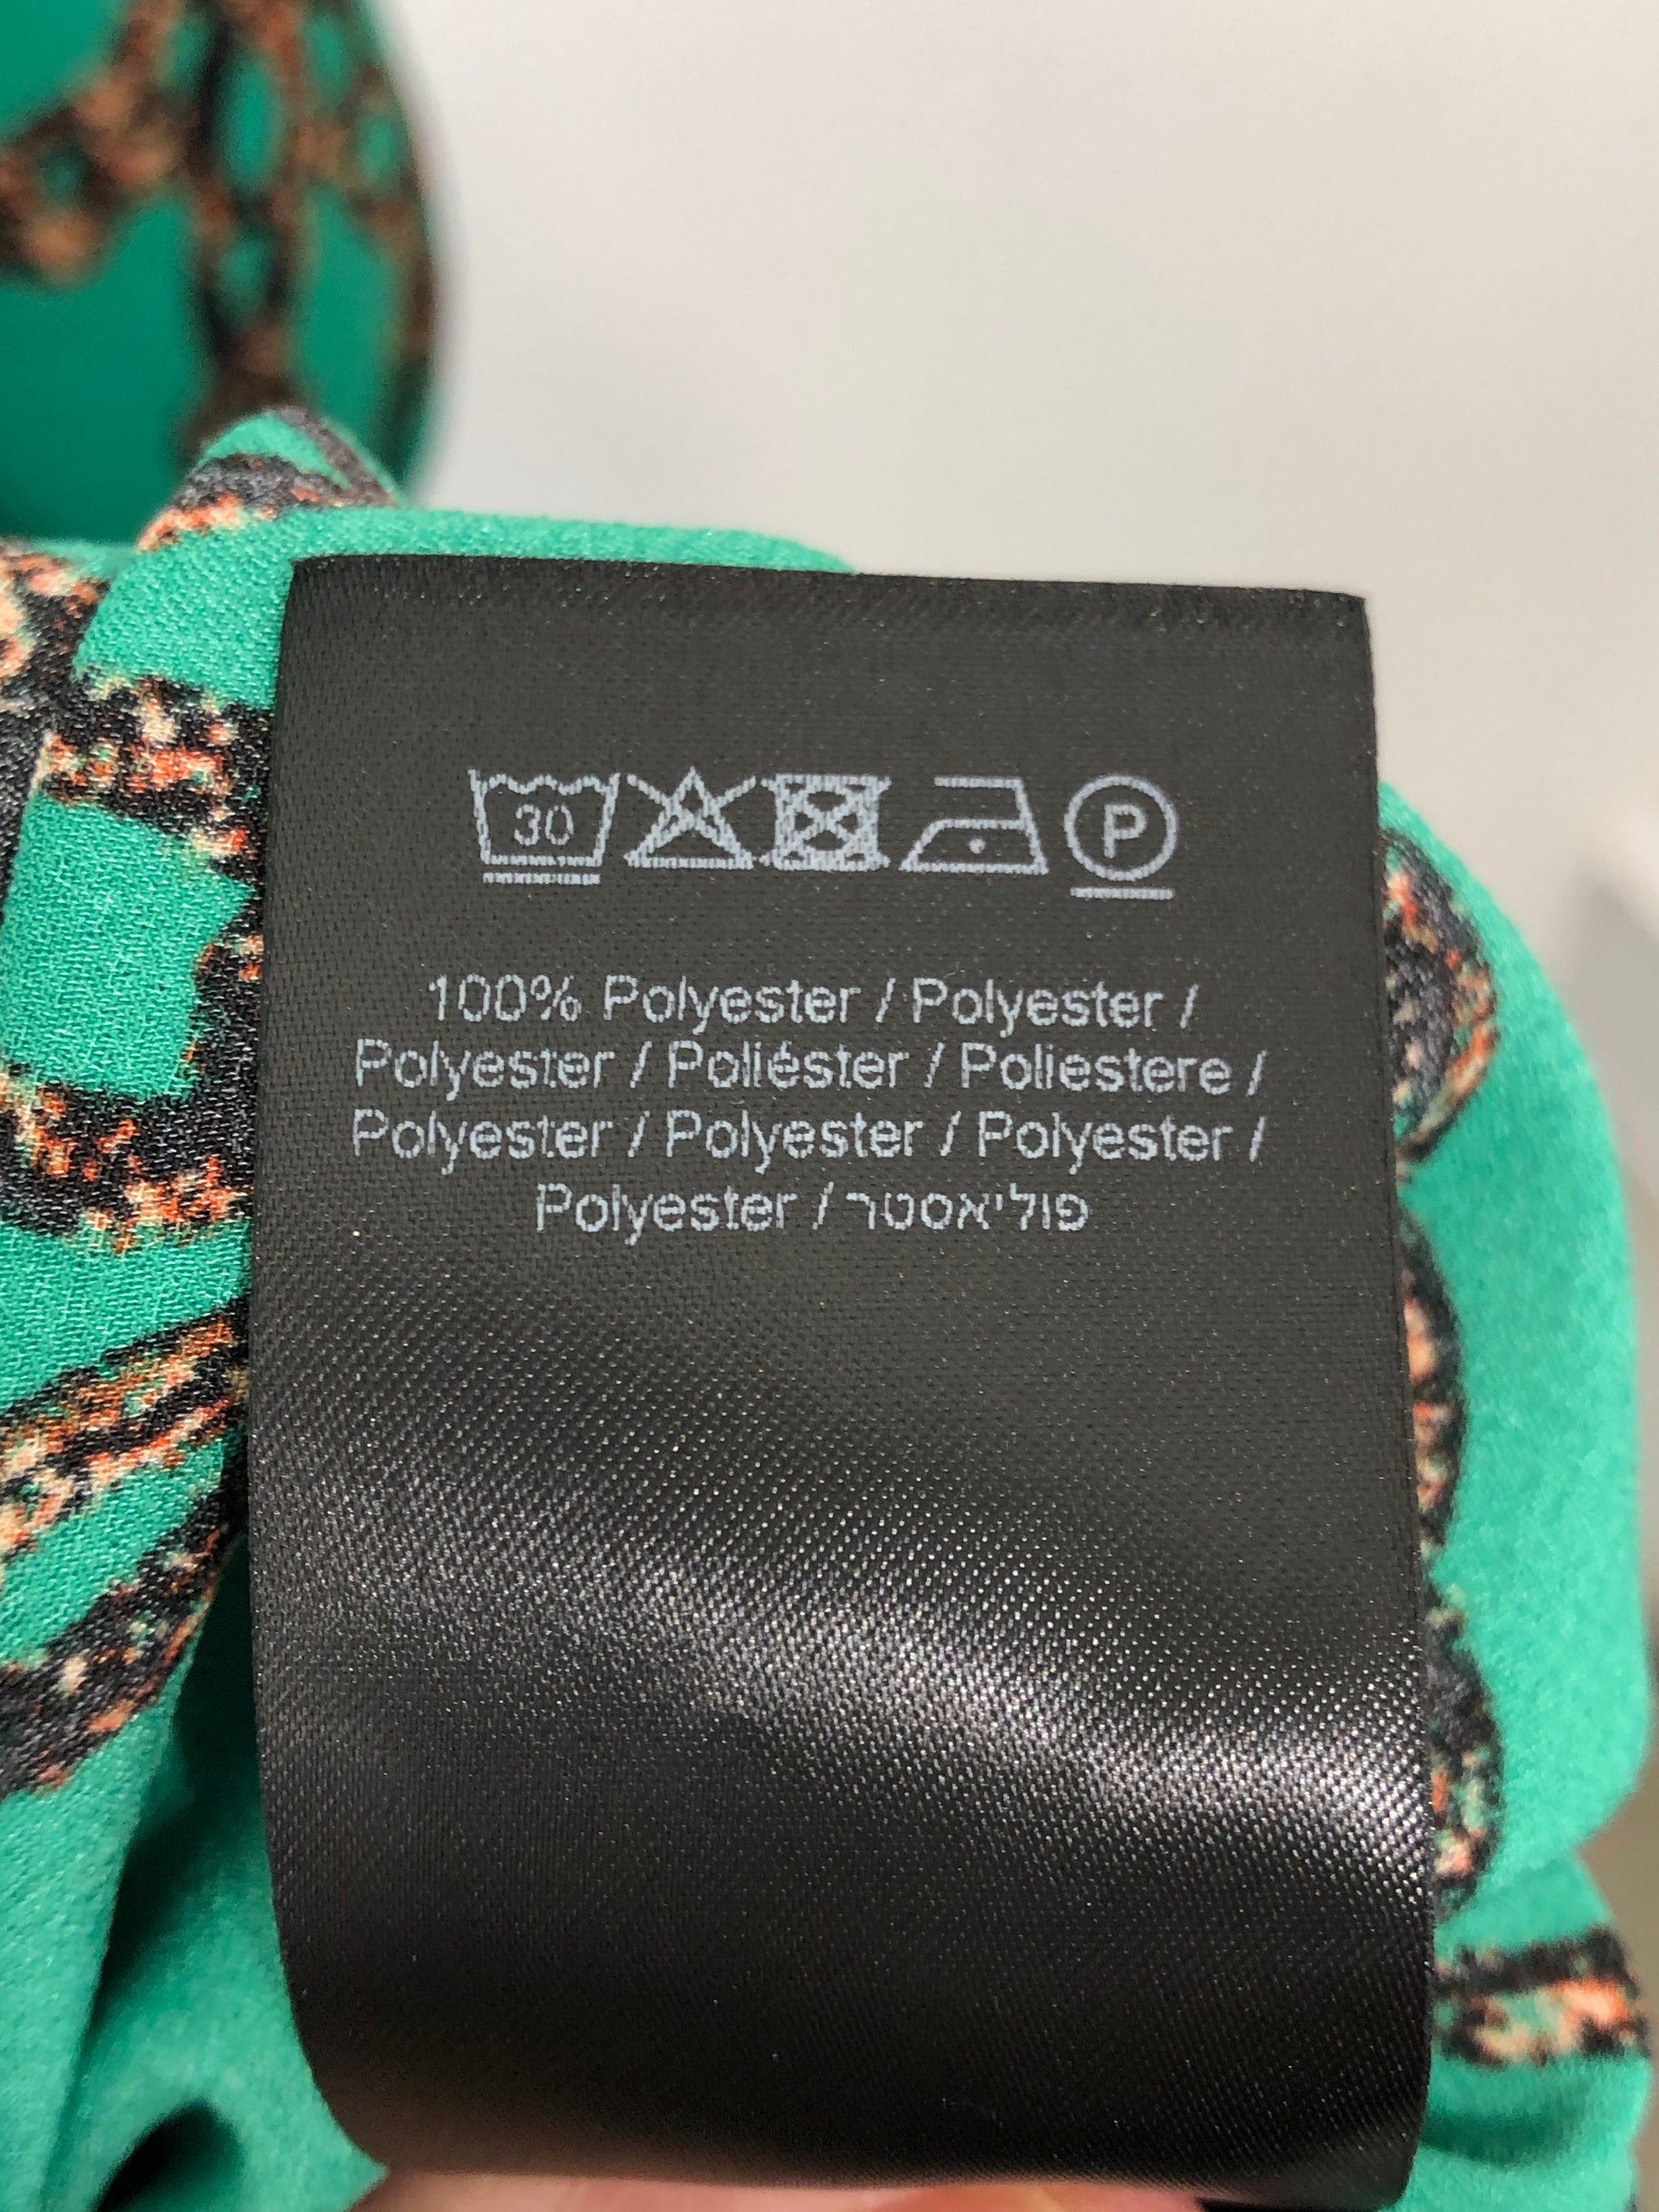 30 P
100% Polyester / Polyester /
Polyester / Poliéster / Poliestere /
Polyester / Polyester / Polyester /
Polyester / פוליאסטר